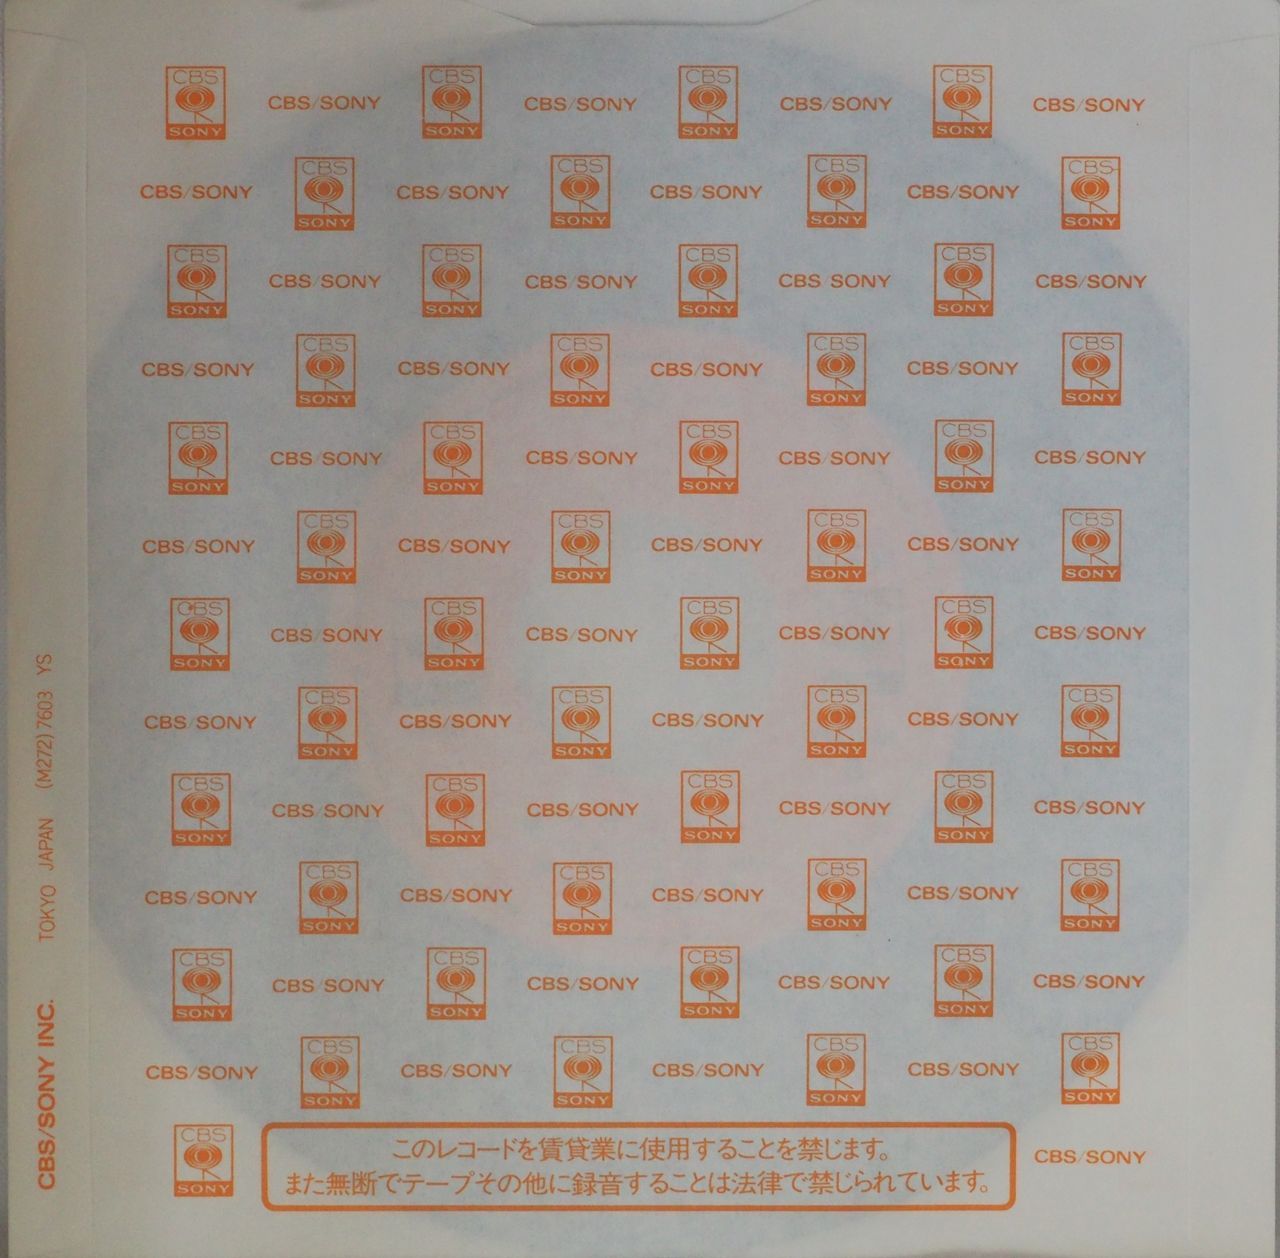 CBS SONY CBS/SONY CBS SONY CBS/SONY CBS SONY CBS/SONY CBS SONY CBS/SONY
CBS/SONY CBS SONY CBS/SONY CBS SONY CBS/SONY CBS SONY CBS/SONY CBS SONY
CBS SONY CBS/SONY CBS SONY CBS/SONY CBS SONY CBS/SONY CBS SONY CBS/SONY
CBS/SONY CBS SONY CBS/SONY CBS SONY CBS/SONY CBS SONY CBS/SONY CBS SONY
CBS SONY CBS/SONY CBS SONY CBS/SONY CBS SONY CBS/SONY CBS SONY CBS/SONY
CBS/SONY CBS SONY CBS/SONY CBS SONY CBS/SONY CBS SONY CBS/SONY CBS SONY
CBS SONY CBS/SONY CBS SONY CBS/SONY CBS SONY CBS/SONY CBS SONY CBS/SONY
CBS/SONY CBS SONY CBS/SONY CBS SONY CBS/SONY CBS SONY CBS/SONY CBS SONY
CBS SONY CBS/SONY CBS SONY CBS/SONY CBS SONY CBS/SONY CBS SONY CBS/SONY
CBS/SONY CBS SONY CBS/SONY CBS SONY CBS/SONY CBS SONY CBS/SONY CBS SONY
CBS SONY CBS/SONY CBS SONY CBS/SONY CBS SONY CBS/SONY CBS SONY CBS/SONY
CBS/SONY CBS SONY CBS/SONY CBS SONY CBS/SONY CBS SONY CBS/SONY CBS SONY
CBS SONY
このレコードを賃貸業に使用することを禁じます。
また無断でテープその他に録音することは法律で禁じられています。
CBS/SONY
CBS/SONY INC. TOKYO JAPAN (M272) 7603 YS